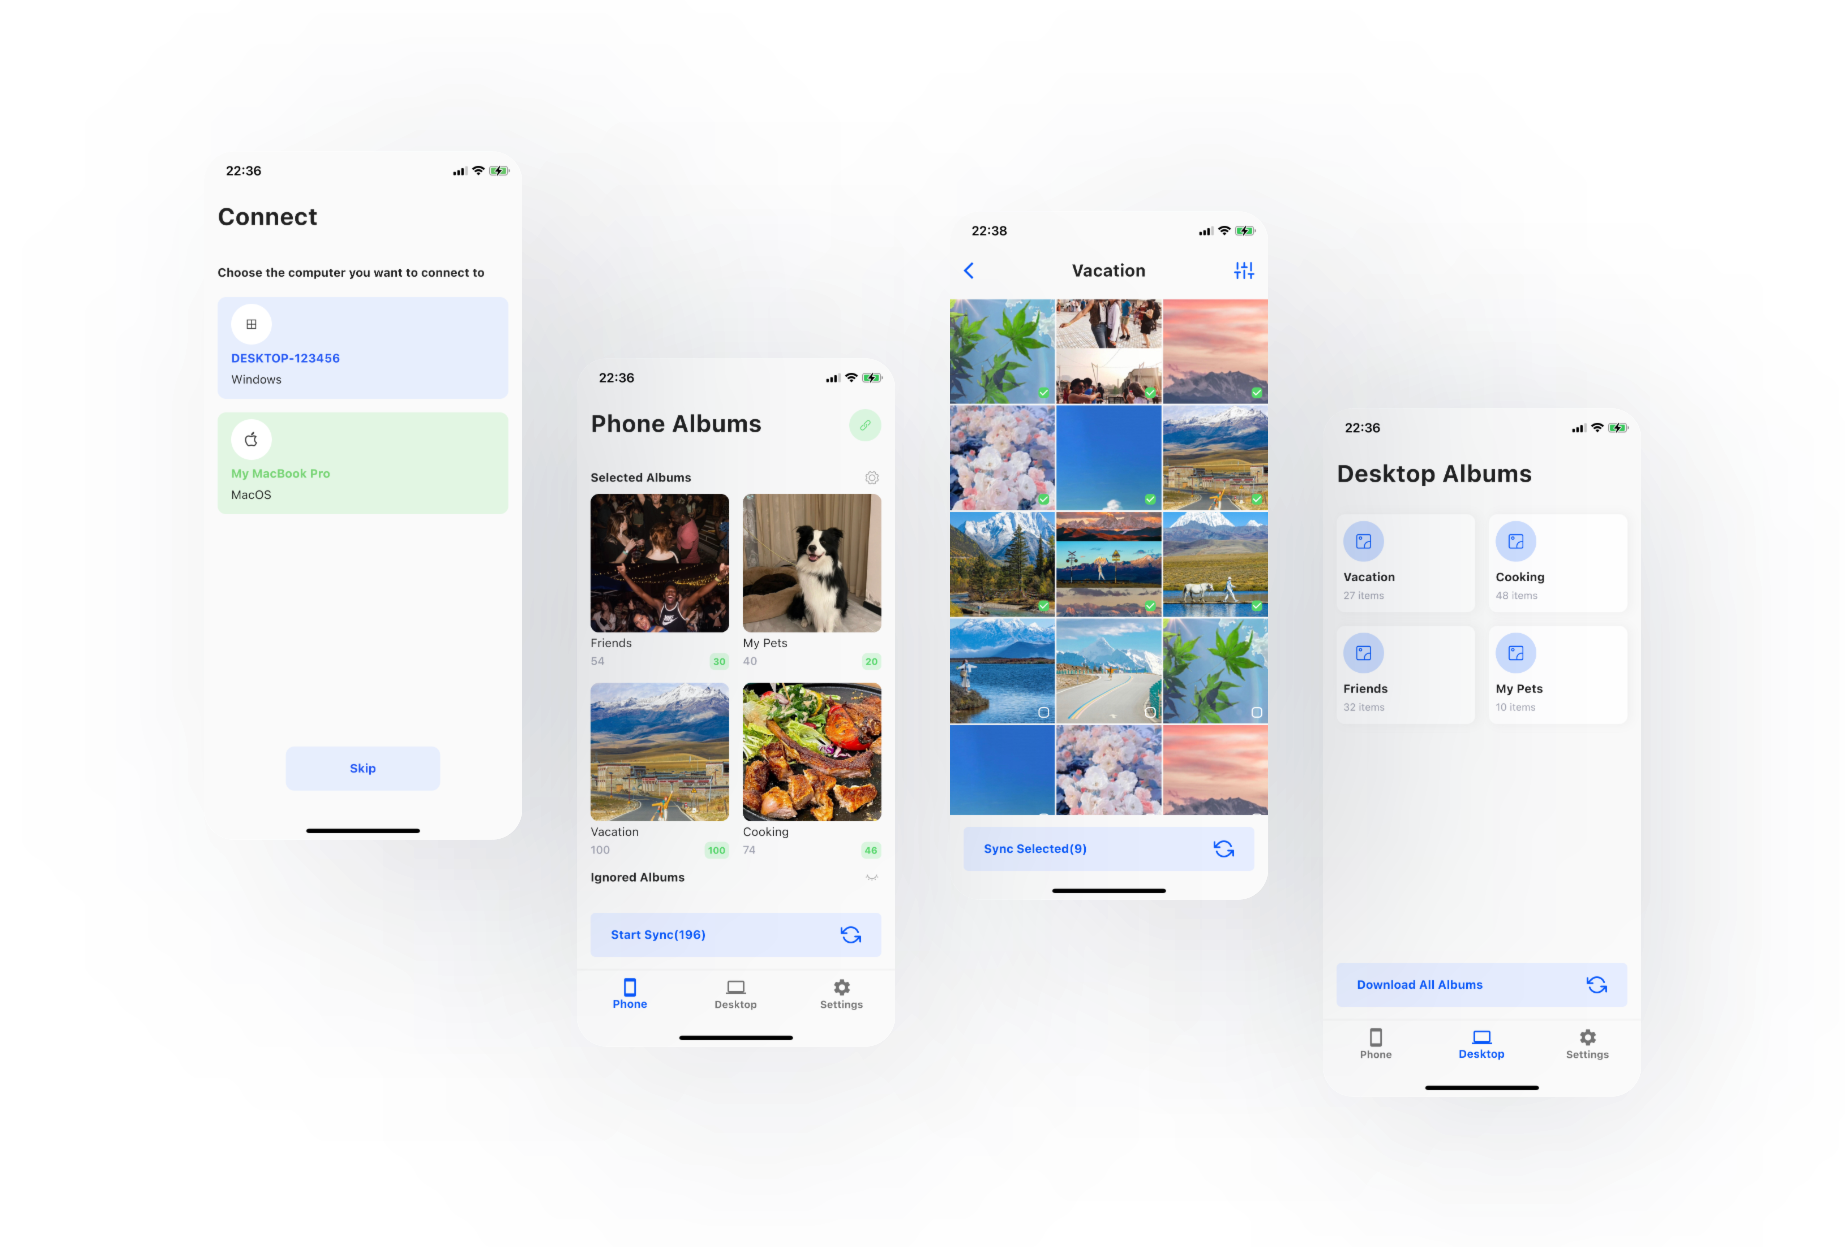 22:36
Connect
Choose the computer you want to connect to
DESKTOP-123456
Windows
My MacBook Pro
MacOS
Skip
22:36
Phone Albums
Selected Albums
Friends
54 30
My Pets
40 20
Vacation
100 100
Cooking
74 46
Ignored Albums
Start Sync(196)
Phone Desktop Settings
22:38
Vacation
Sync Selected(9)
22:36
Desktop Albums
Vacation
27 items
Cooking
48 items
Friends
32 items
My Pets
10 items
Download All Albums
Phone Desktop Settings